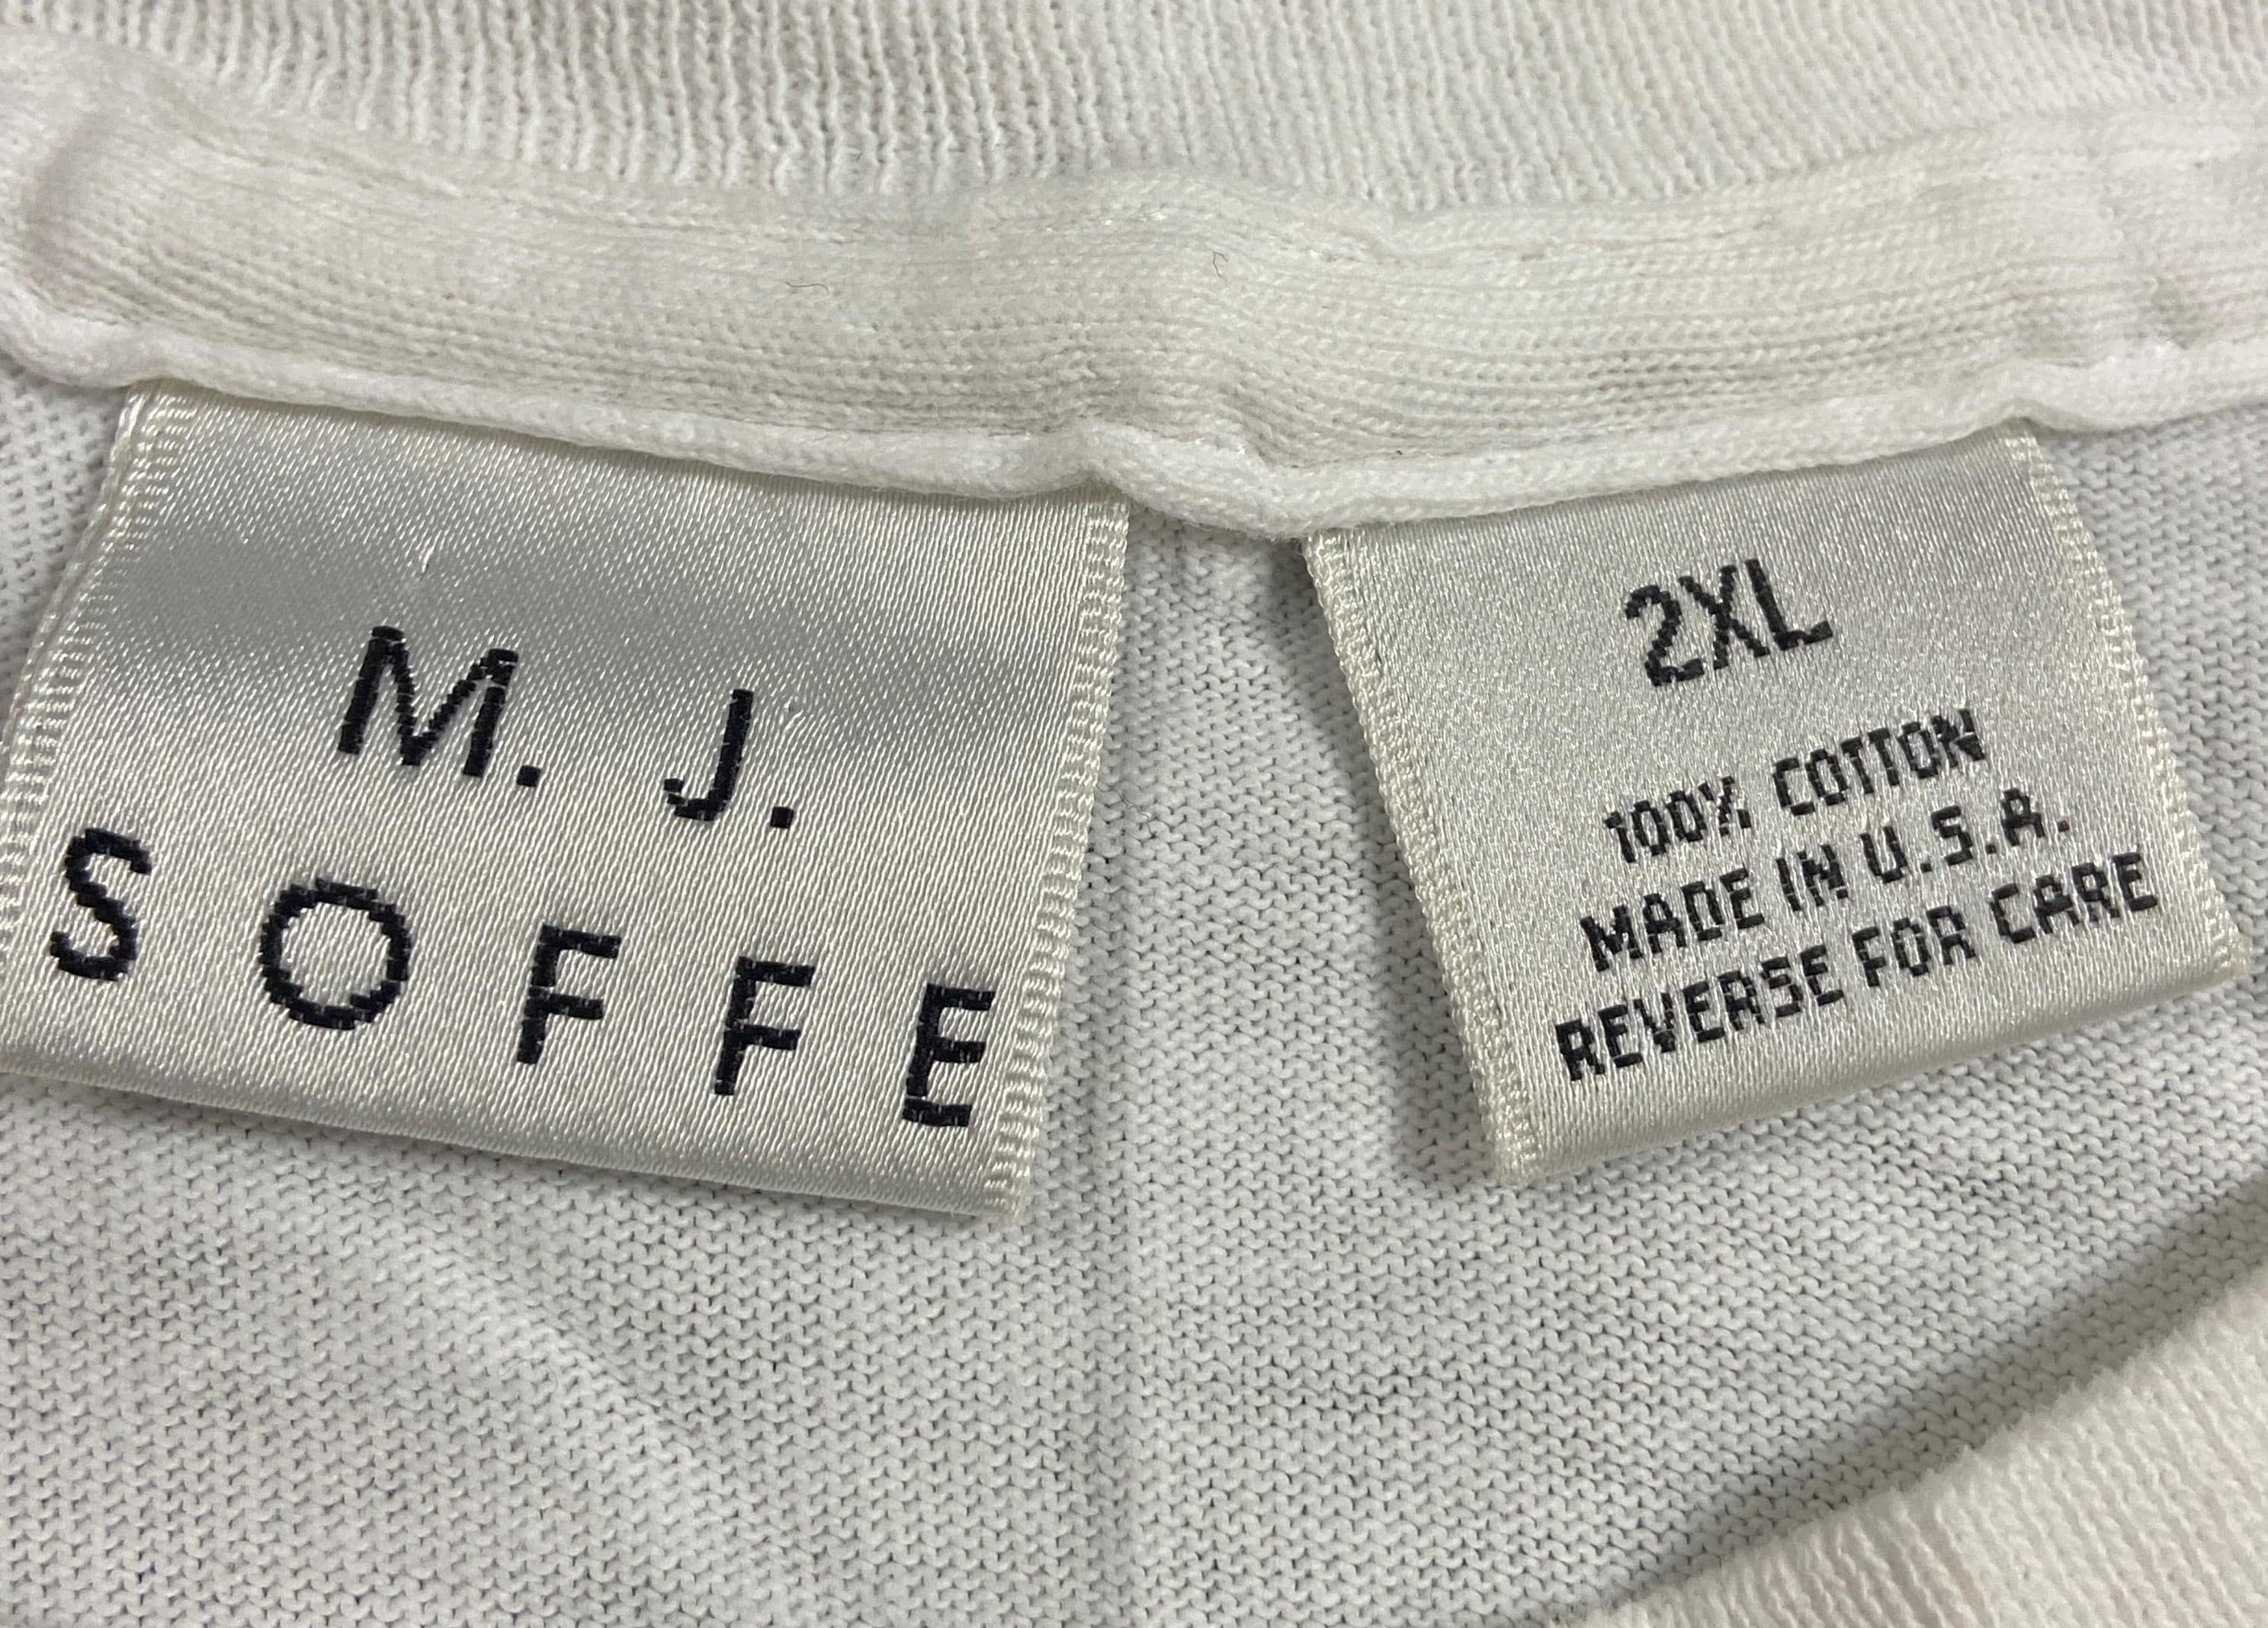 M. J.
SOFFE
2XL
100% COTTON
MADE IN U.S.A.
REVERSE FOR CARE